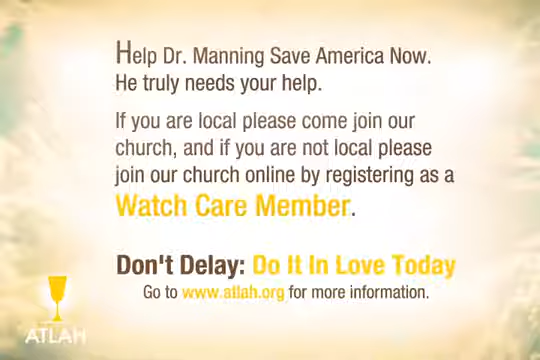 Help Dr. Manning Save America Now.
He truly needs your help.
If you are local please come join our
church, and if you are not local please
join our church online by registering as a
Watch Care Member.
Don't Delay: Do It In Love Today
Go to www.atlah.org for more information.
ATLAH